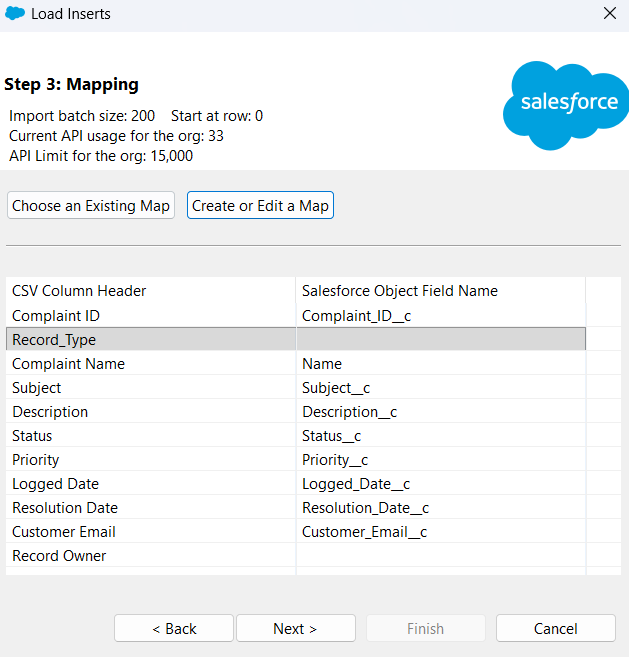 Load Inserts
Step 3: Mapping
Import batch size: 200 Start at row: 0
Current API usage for the org: 33
API Limit for the org: 15,000
salesforce
Choose an Existing Map Create or Edit a Map
CSV Column Header Salesforce Object Field Name
Complaint ID Complaint_ID__c
Record_Type
Complaint Name Name
Subject Subject__c
Description Description__c
Status Status__c
Priority Priority__c
Logged Date Logged_Date__c
Resolution Date Resolution_Date__c
Customer Email Customer_Email__c
Record Owner
< Back Next > Finish Cancel